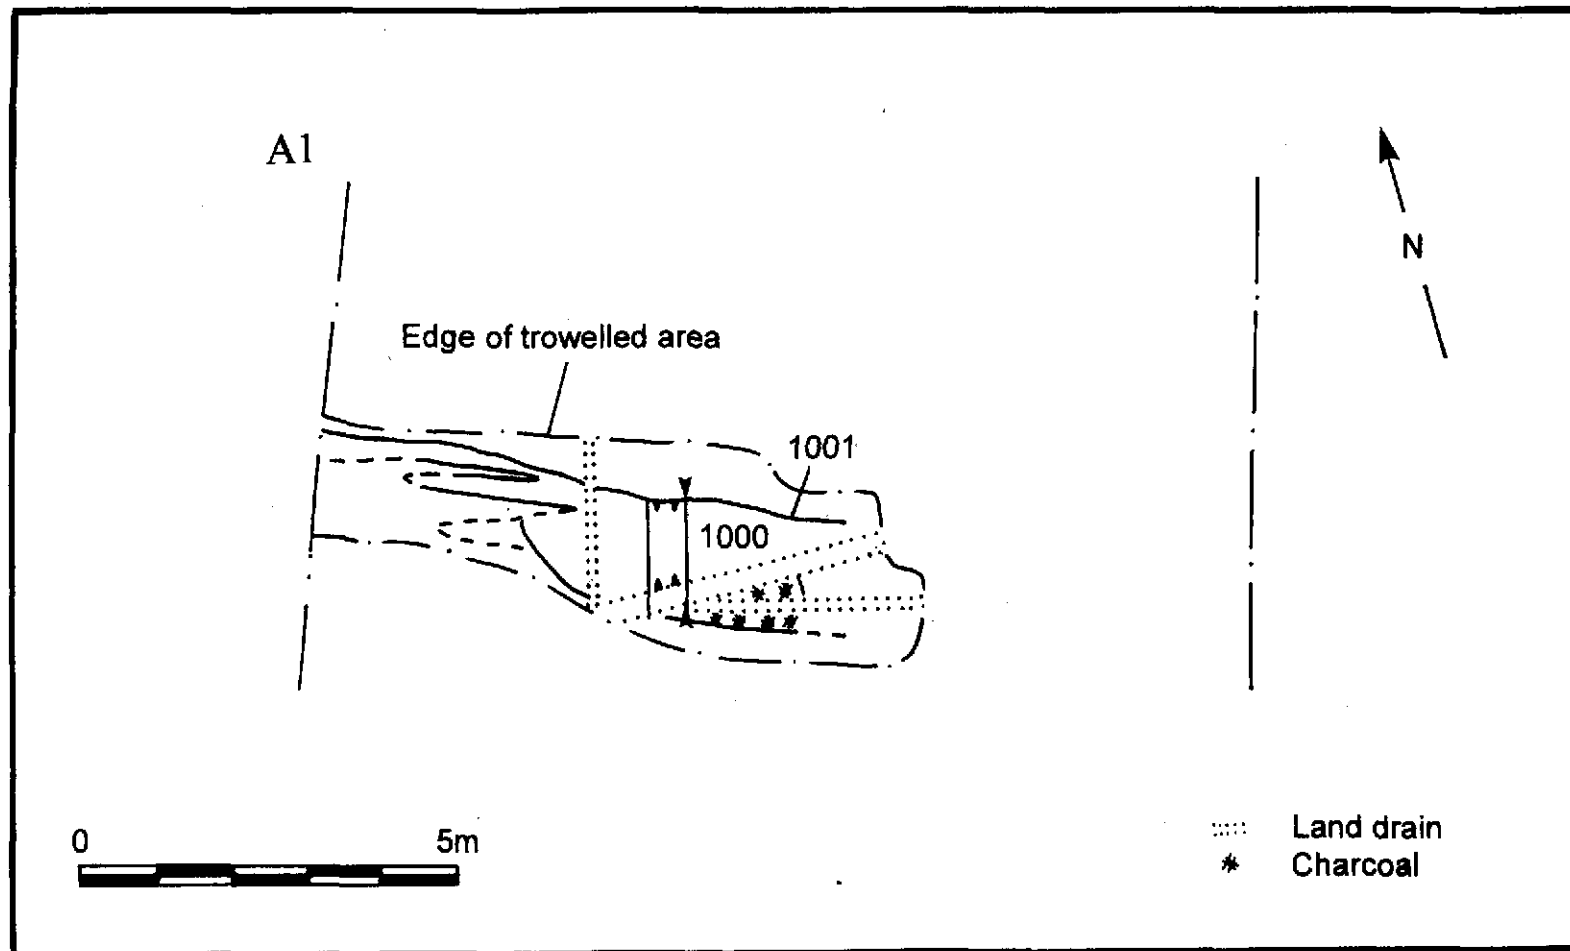 A1
N
Edge of trowelled area
1001
1000
0 5m
Land drain
Charcoal